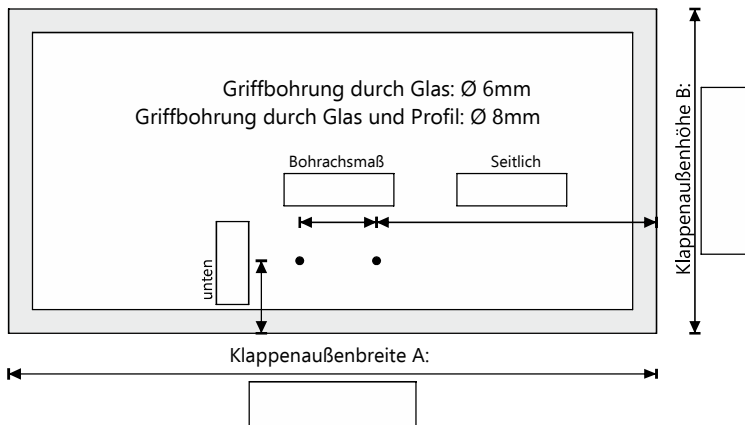 Griffbohrung durch Glas: Ø 6mm
Griffbohrung durch Glas und Profil: Ø 8mm
Bohrachsmaß
Seitlich
unten
Klappenaußenhöhe B:
Klappenaußenbreite A: